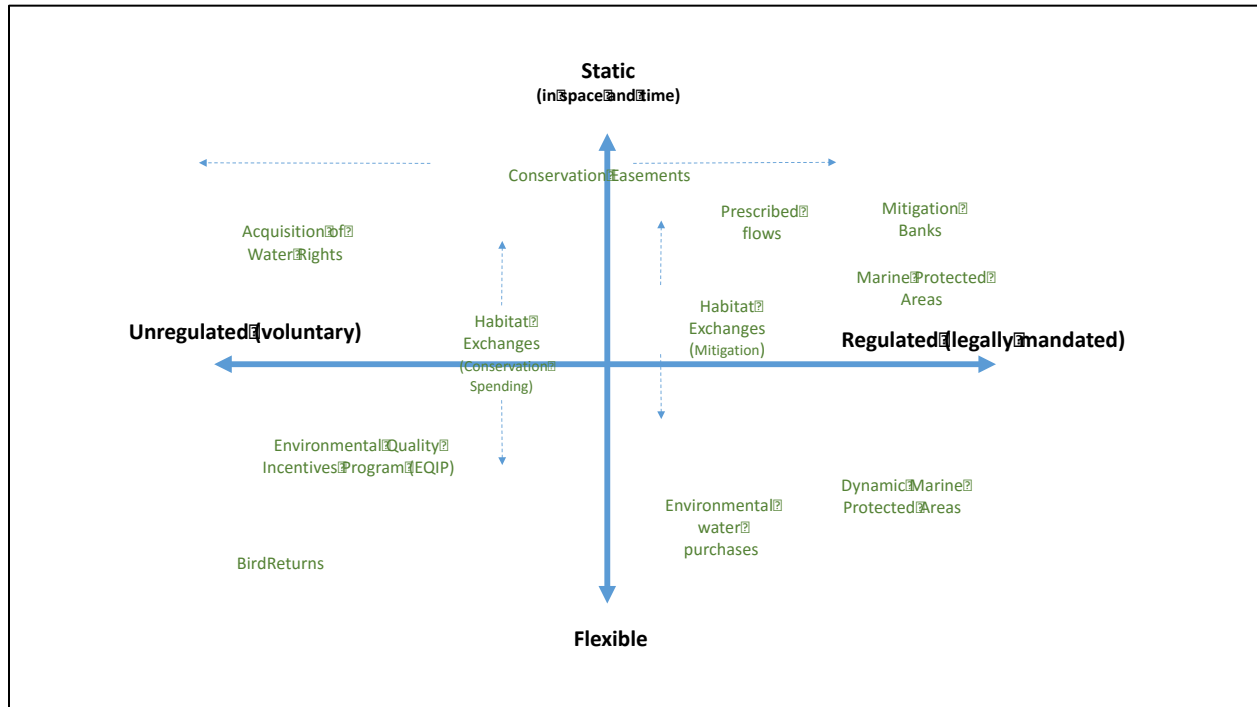 Static
(in space and time)
Conservation Easements
Prescribed
flows
Mitigation
Banks
Acquisition of
Water Rights
Marine Protected
Areas
Unregulated (voluntary)
Habitat
Exchanges
(Conservation
Spending)
Habitat
Exchanges
(Mitigation)
Regulated (legally mandated)
Environmental Quality
Incentives Program (EQIP)
Environmental
water
purchases
Dynamic Marine
Protected Areas
BirdReturns
Flexible